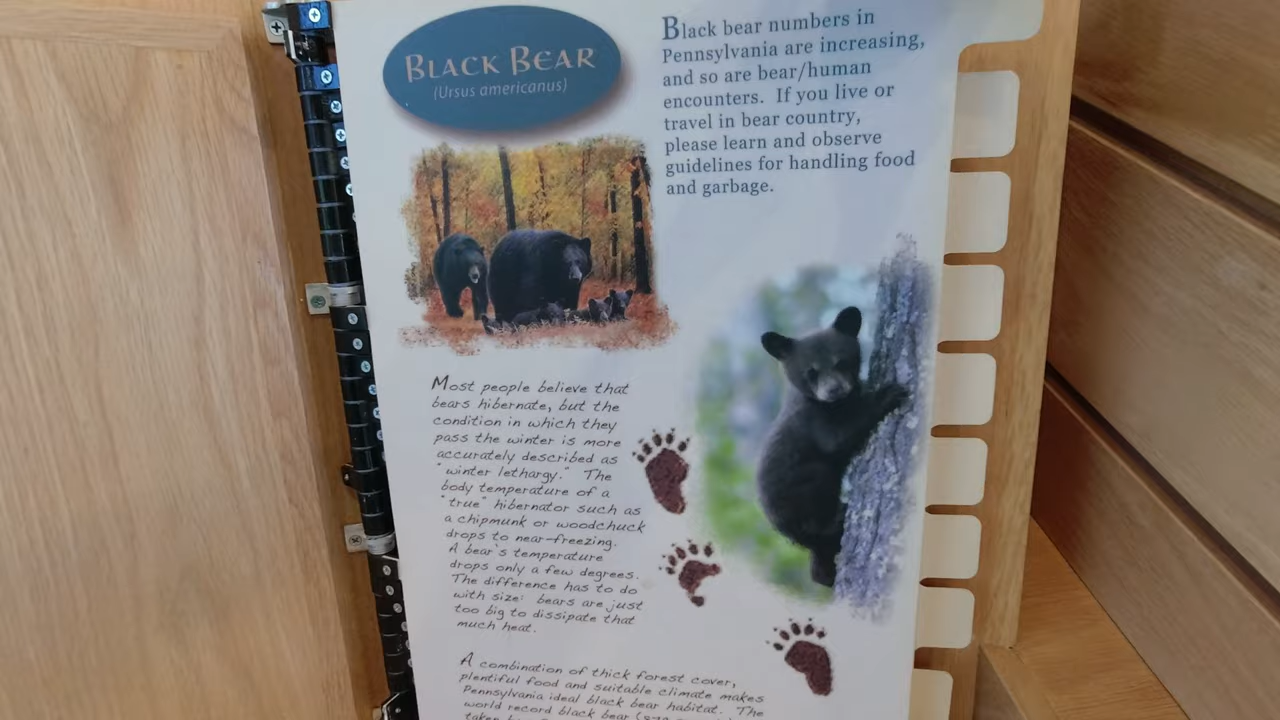 BLACK BEAR
(Ursus americanus)
Black bear numbers in
Pennsylvania are increasing,
and so are bear/human
encounters. If you live or
travel in bear country,
please learn and observe
guidelines for handling food
and garbage.
Most people believe that
bears hibernate, but the
condition in which they
pass the winter is more
accurately described as
"winter lethargy." The
body temperature of a
"true" hibernator such as
a chipmunk or woodchuck
drops to near-freezing.
A bear's temperature
drops only a few degrees.
The difference has to do
with size: bears are just
too big to dissipate that
much heat.
A combination of thick forest cover,
plentiful food and suitable climate makes
Pennsylvania ideal black bear habitat. The
world record black bear